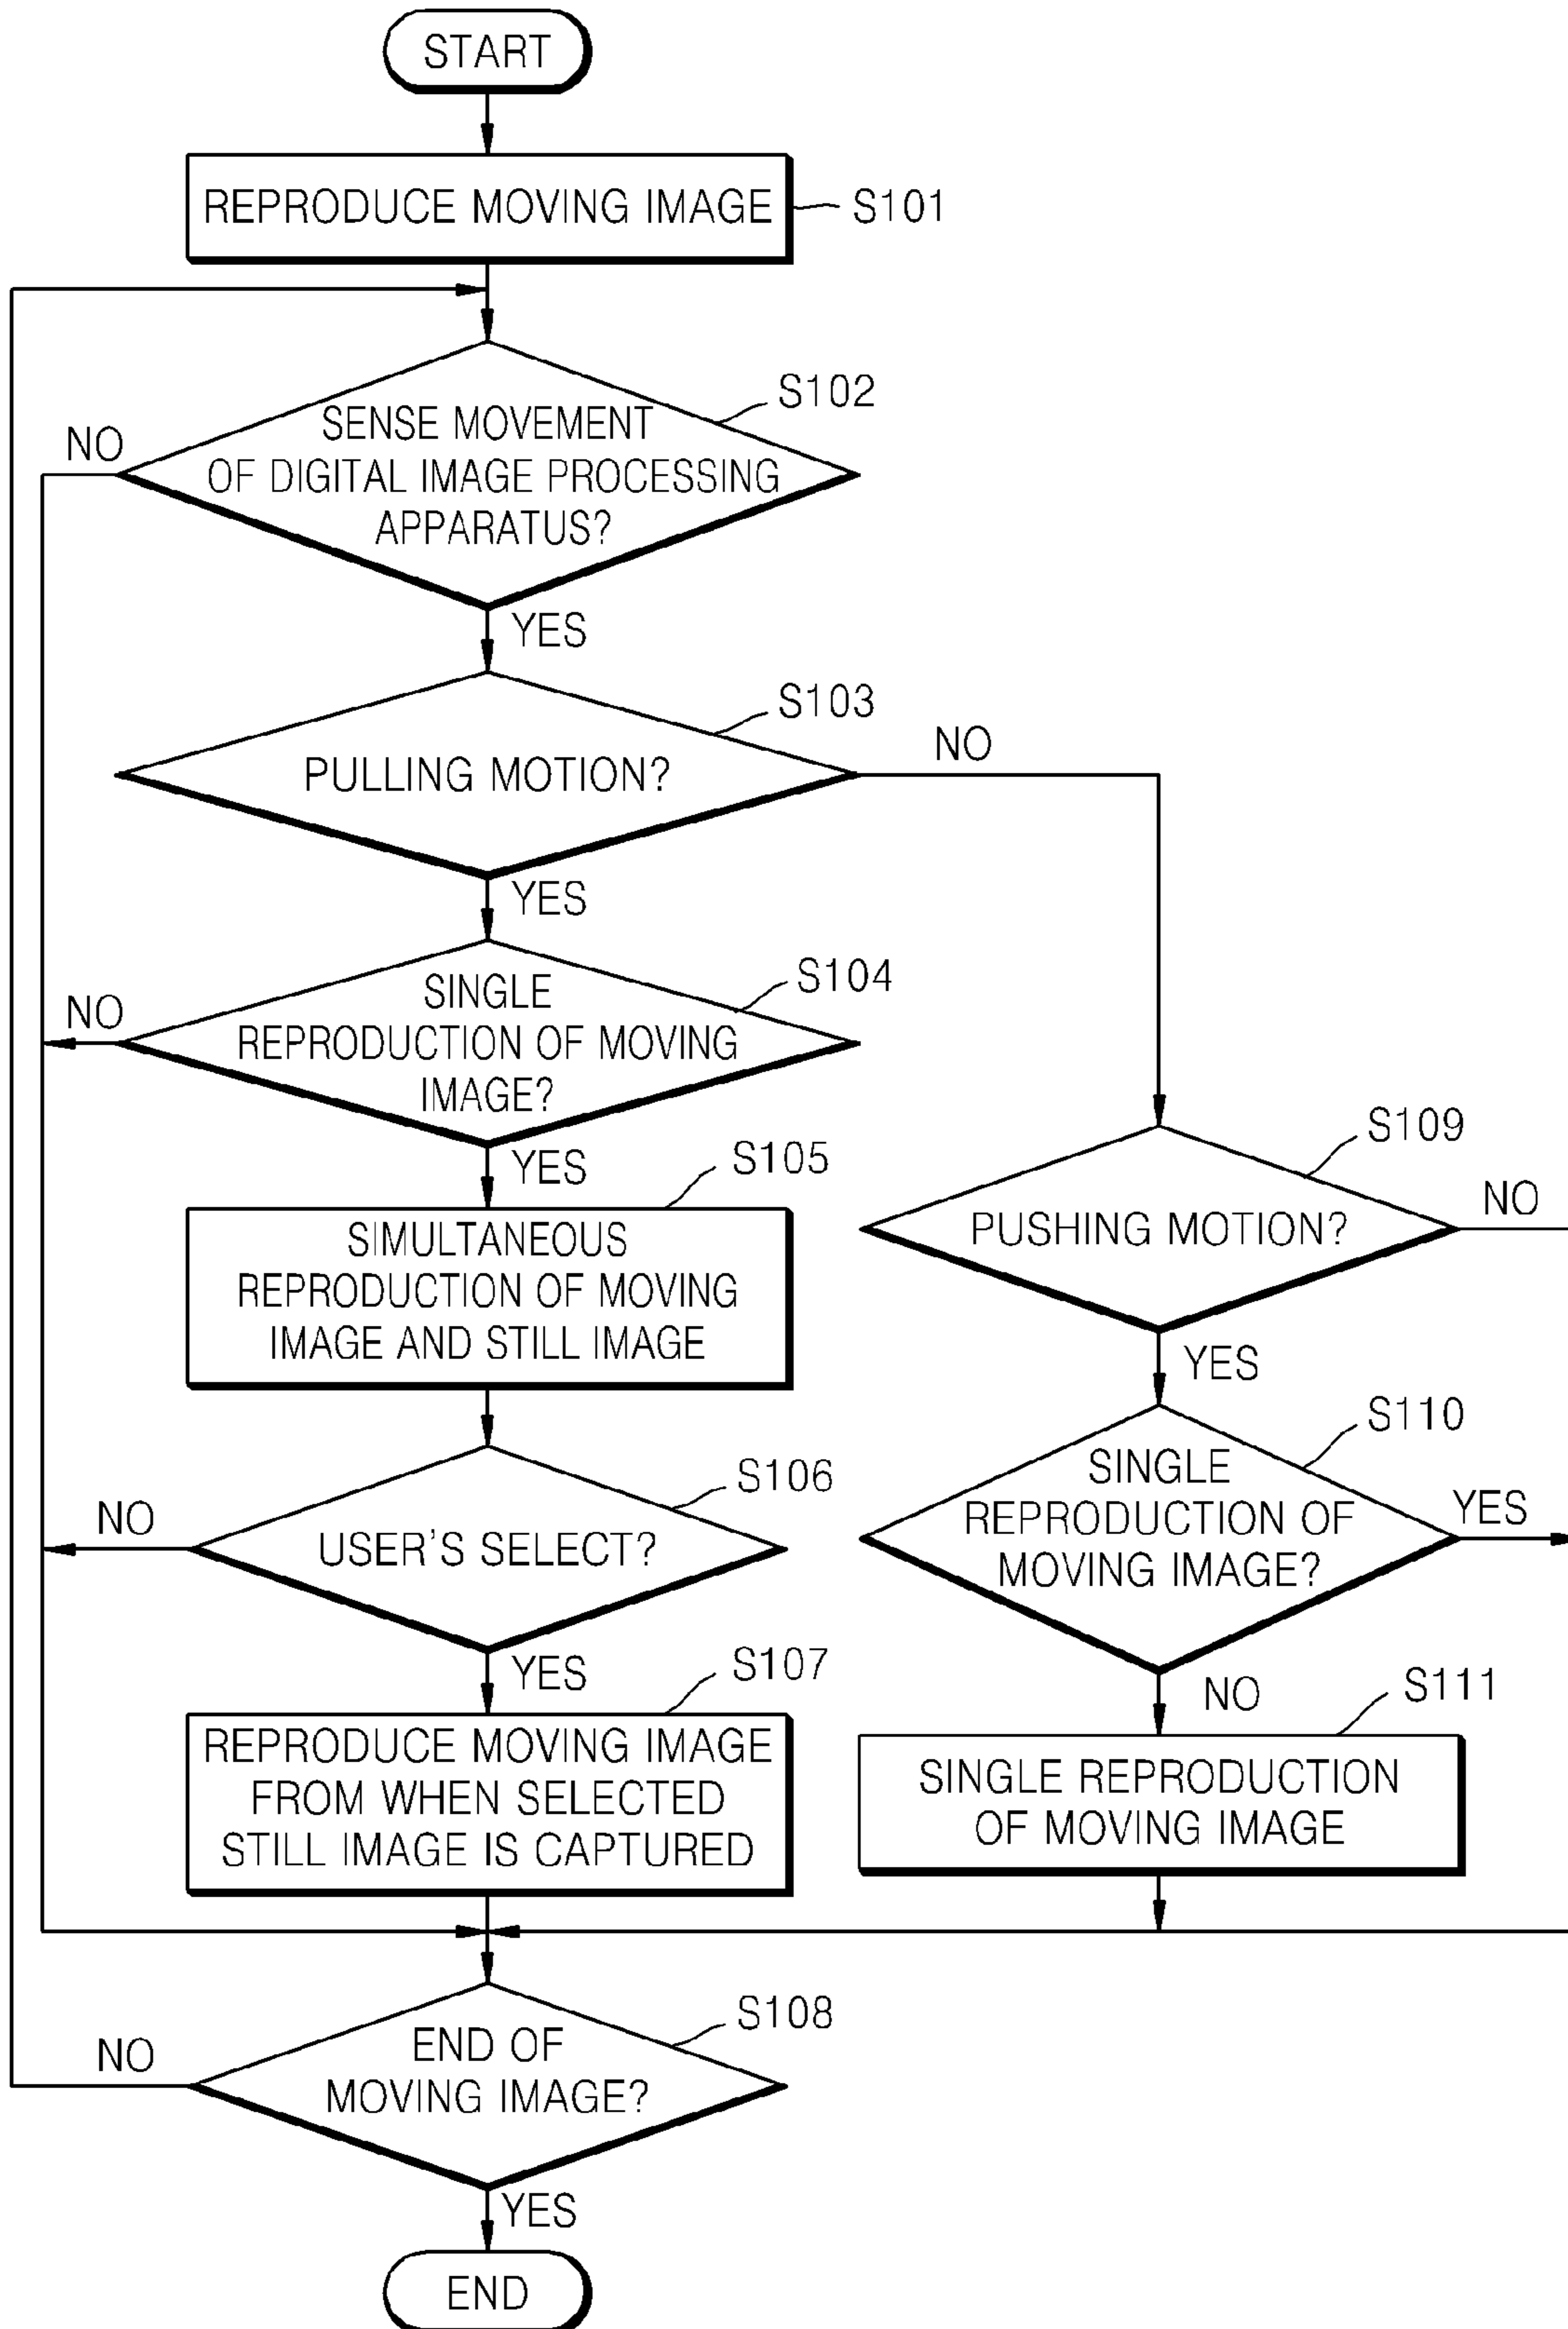 START
REPRODUCE MOVING IMAGE
S101
S102
SENSE MOVEMENT
OF DIGITAL IMAGE PROCESSING
APPARATUS?
NO
YES
S103
PULLING MOTION?
NO
YES
S104
SINGLE
REPRODUCTION OF MOVING
IMAGE?
NO
YES
S105
SIMULTANEOUS
REPRODUCTION OF MOVING
IMAGE AND STILL IMAGE
S106
USER'S SELECT?
NO
YES
S107
REPRODUCE MOVING IMAGE
FROM WHEN SELECTED
STILL IMAGE IS CAPTURED
S109
PUSHING MOTION?
NO
YES
S110
SINGLE
REPRODUCTION OF
MOVING IMAGE?
YES
NO
S111
SINGLE REPRODUCTION
OF MOVING IMAGE
S108
END OF
MOVING IMAGE?
NO
YES
END